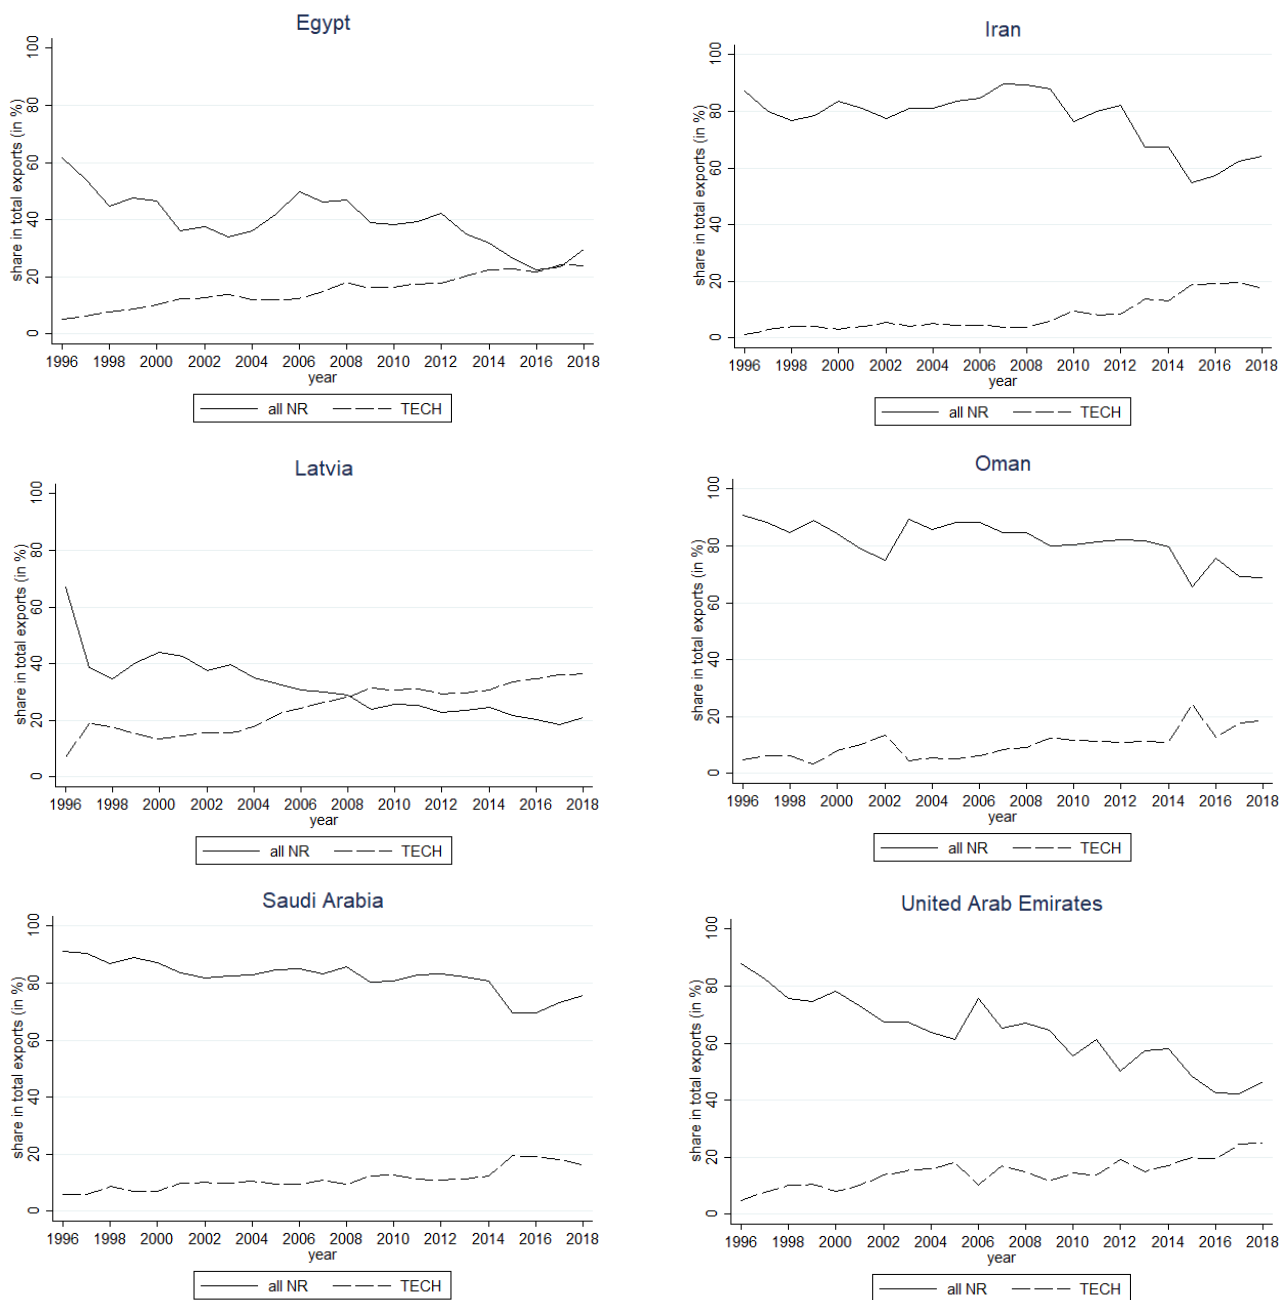 Egypt
share in total exports (in %)
100
80
60
40
20
0
1996 1998 2000 2002 2004 2006 2008 2010 2012 2014 2016 2018
year
all NR TECH
Iran
share in total exports (in %)
100
80
60
40
20
0
1996 1998 2000 2002 2004 2006 2008 2010 2012 2014 2016 2018
year
all NR TECH
Latvia
share in total exports (in %)
100
80
60
40
20
0
1996 1998 2000 2002 2004 2006 2008 2010 2012 2014 2016 2018
year
all NR TECH
Oman
share in total exports (in %)
100
80
60
40
20
0
1996 1998 2000 2002 2004 2006 2008 2010 2012 2014 2016 2018
year
all NR TECH
Saudi Arabia
share in total exports (in %)
100
80
60
40
20
0
1996 1998 2000 2002 2004 2006 2008 2010 2012 2014 2016 2018
year
all NR TECH
United Arab Emirates
share in total exports (in %)
100
80
60
40
20
0
1996 1998 2000 2002 2004 2006 2008 2010 2012 2014 2016 2018
year
all NR TECH